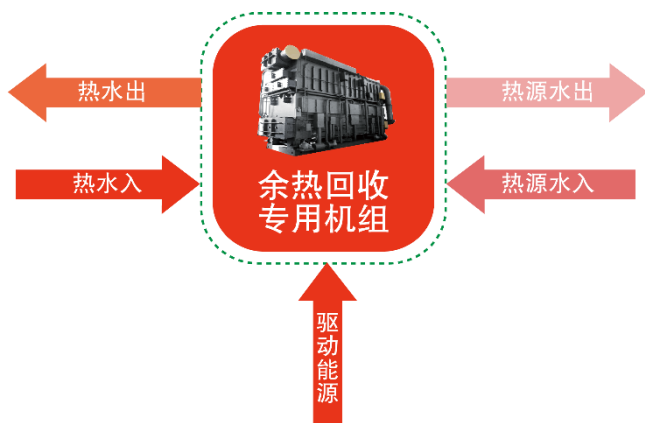 热水出
热源水出
热水入
热源水入
余热回收
专用机组
驱动能源